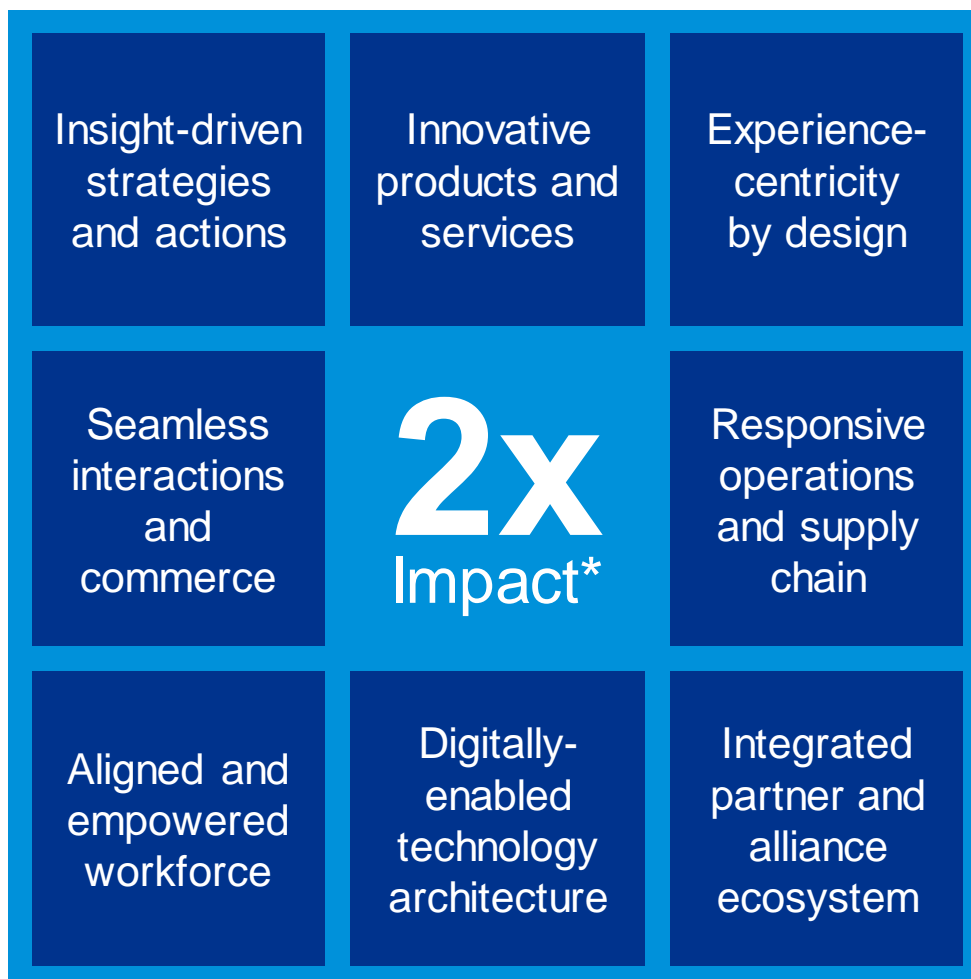 Insight-driven
strategies
and actions
Innovative
products and
services
Experience-
centricity
by design
Seamless
interactions
and
commerce
2x
Impact*
Responsive
operations
and supply
chain
Aligned and
empowered
workforce
Digitally-
enabled
technology
architecture
Integrated
partner and
alliance
ecosystem